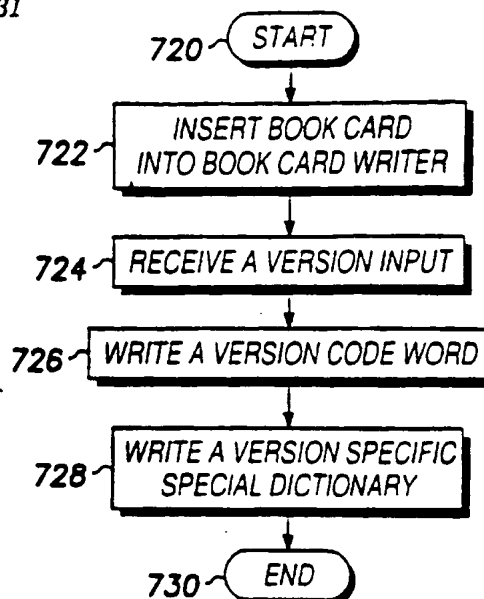 31
720 START
722 INSERT BOOK CARD
INTO BOOK CARD WRITER
724 RECEIVE A VERSION INPUT
726 WRITE A VERSION CODE WORD
728 WRITE A VERSION SPECIFIC
SPECIAL DICTIONARY
730 END